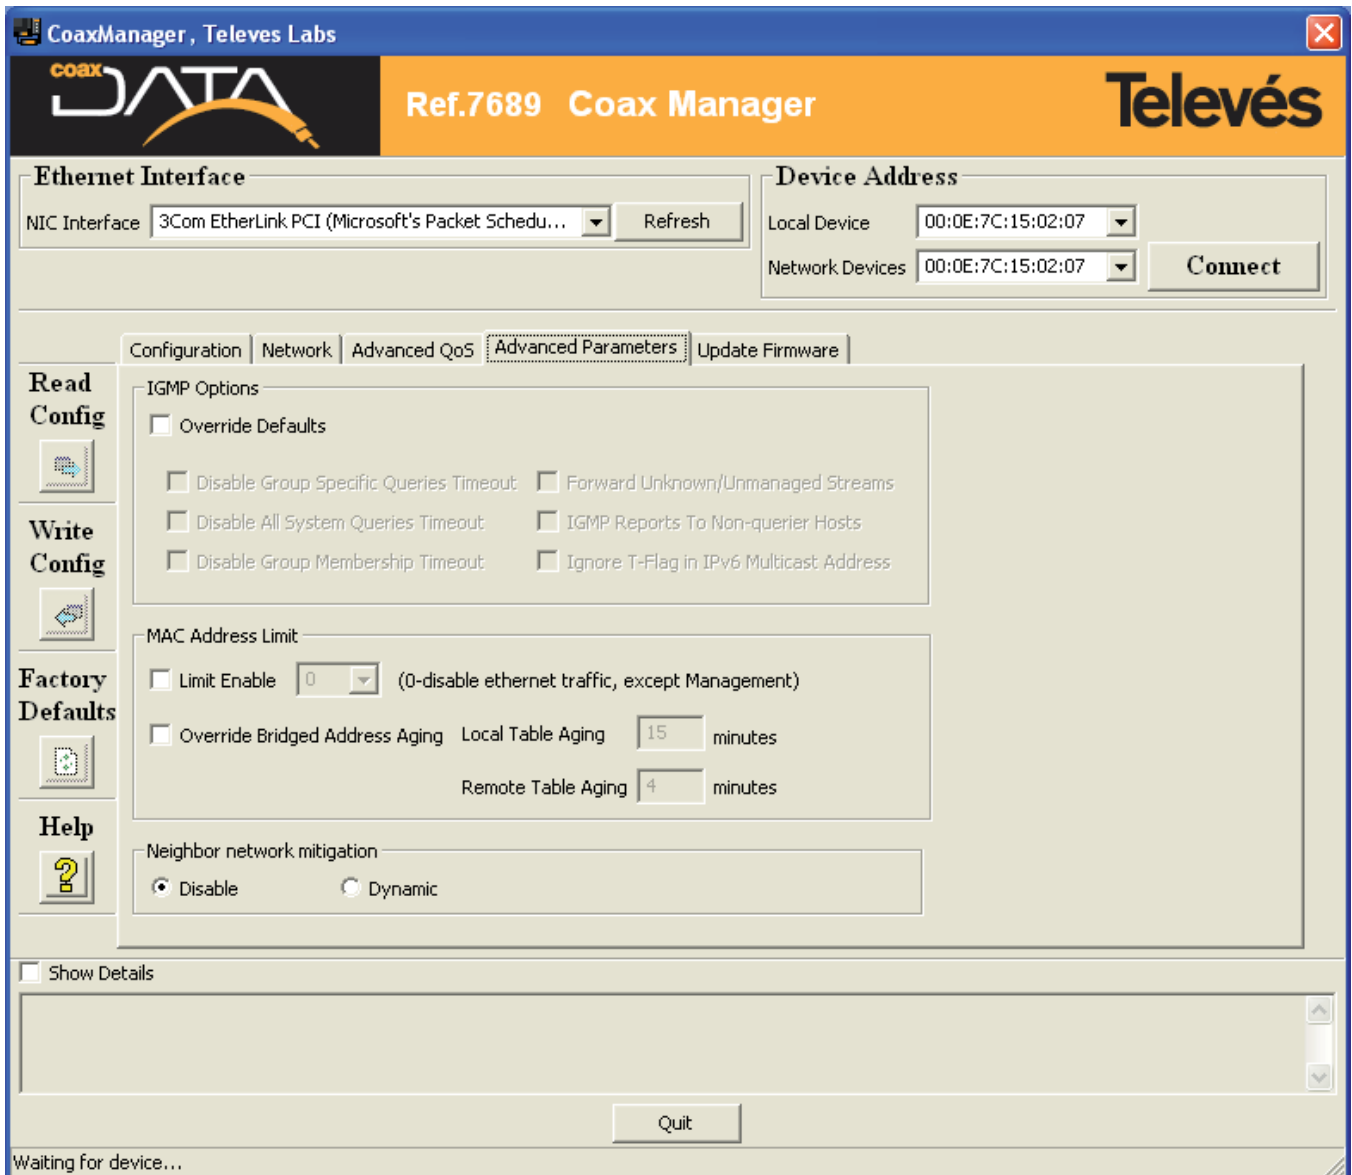 CoaxManager, Televes Labs
coax DATA
Ref.7689 Coax Manager
Televés
Ethernet Interface
NIC Interface 3Com EtherLink PCI (Microsoft's Packet Schedu... Refresh
Device Address
Local Device 00:0E:7C:15:02:07
Network Devices 00:0E:7C:15:02:07 Connect
Configuration Network Advanced QoS Advanced Parameters Update Firmware
Read
Config
Write
Config
Factory
Defaults
Help
IGMP Options
Override Defaults
Disable Group Specific Queries Timeout Forward Unknown/Unmanaged Streams
Disable All System Queries Timeout IGMP Reports To Non-querier Hosts
Disable Group Membership Timeout Ignore T-Flag in IPv6 Multicast Address
MAC Address Limit
Limit Enable 0 (0-disable ethernet traffic, except Management)
Override Bridged Address Aging Local Table Aging 15 minutes
Remote Table Aging 4 minutes
Neighbor network mitigation
Disable Dynamic
Show Details
Quit
Waiting for device...